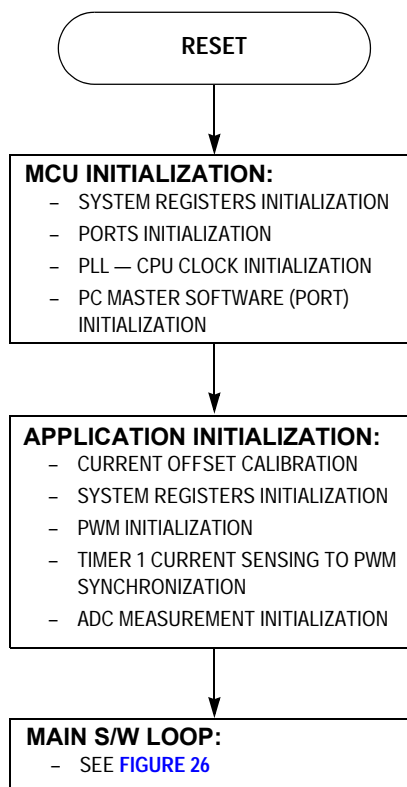 RESET
MCU INITIALIZATION:
– SYSTEM REGISTERS INITIALIZATION
– PORTS INITIALIZATION
– PLL — CPU CLOCK INITIALIZATION
– PC MASTER SOFTWARE (PORT)
INITIALIZATION
APPLICATION INITIALIZATION:
– CURRENT OFFSET CALIBRATION
– SYSTEM REGISTERS INITIALIZATION
– PWM INITIALIZATION
– TIMER 1 CURRENT SENSING TO PWM
SYNCHRONIZATION
– ADC MEASUREMENT INITIALIZATION
MAIN S/W LOOP:
– SEE FIGURE 26